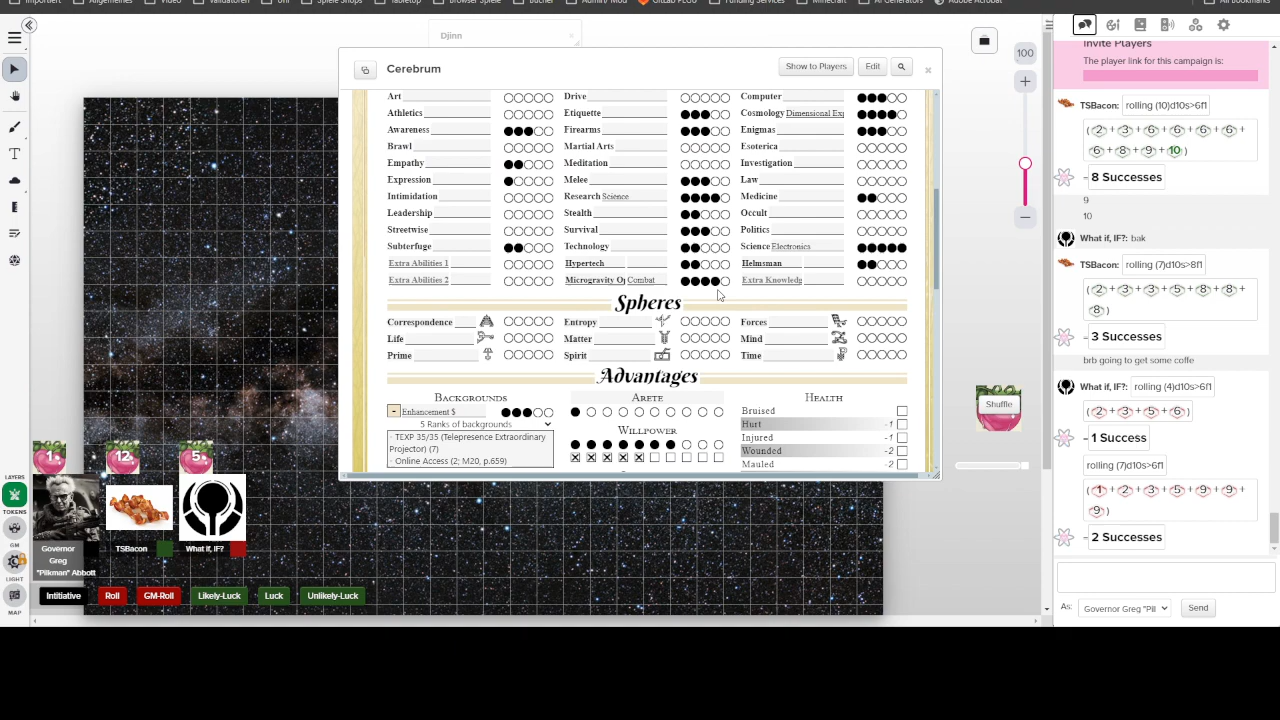 Importiert
Allgemeines
Video
Validatoren
Uni
Spiele Shops
Tabletop
Browser Spiele
Bücher
Admin/ Mod
GitLab PLUG
Funding Services
Minecraft
AI Generators
Adobe Acrobat
All Bookmarks
Djinn
×
Cerebrum
Show to Players
Edit
×
Art
Drive
Computer
Athletics
Etiquette
Cosmology Dimensional Exp
Awareness
Firearms
Enigmas
Brawl
Martial Arts
Esoterica
Empathy
Meditation
Investigation
Expression
Melee
Law
Intimidation
Research Science
Medicine
Leadership
Stealth
Occult
Streetwise
Survival
Politics
Subterfuge
Technology
Science Electronics
Extra Abilities 1
Hypertech
Helmsman
Extra Abilities 2
Microgravity Op Combat
Extra Knowledg
Spheres
Correspondence
Entropy
Forces
Life
Matter
Mind
Prime
Spirit
Time
Advantages
Backgrounds
Arete
Health
- Enhancement $
Bruised
5 Ranks of backgrounds
Hurt -1
Willpower
Injured -1
- TEXP 35/35 (Telepresence Extraordinary
Projector) (7)
Wounded -2
- Online Access (2; M20, p.659)
Mauled -2
100
Shuffle
1
12
5
LAYERS
TOKENS
GM
LIGHT
MAP
Governor
Greg
"Pilkman" Abbott
TSBacon
What if, IF?
Intitiative
Roll
GM-Roll
Likely-Luck
Luck
Unlikely-Luck
Invite Players
The player link for this campaign is:
TSBacon: rolling (10)d10s>6f1
(2+3+6+6+6+6+
6+8+9+10)
= 8 Successes
9
10
What if, IF?: bak
TSBacon: rolling (7)d10s>8f1
(2+3+4+5+8+8+
8)
= 3 Successes
brb going to get some coffe
What if, IF?: rolling (4)d10s>6f1
(2+3+5+6)
= 1 Success
rolling (7)d10s>6f1
(1+2+3+5+9+9+
9)
= 2 Successes
As: Governor Greg "Pil
Send